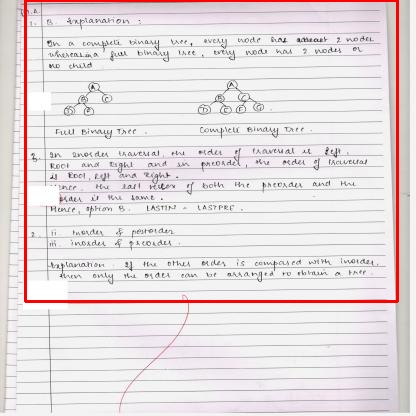 1. B. Explanation :
In a complete binary tree, every node has atleast 2 nodes
whereas in a full binary tree, every node has 2 nodes or
no child
A A
B C B C
D E D E F G
Full Binary Tree . Complete Binary Tree .
3. In Inorder traversal, the order of traversal is Left,
Root and Right and in preorder, the order of traversal
is Root, Left and Right.
Hence, the last of both the preorder and the
order is the same.
Hence, option B. LASTIN = LASTPRE .
2. ii. Inorder & postorder
iii. inorder & preorder .
Explanation : If the other order is compared with inorder,
then only the order can be arranged to obtain a tree.